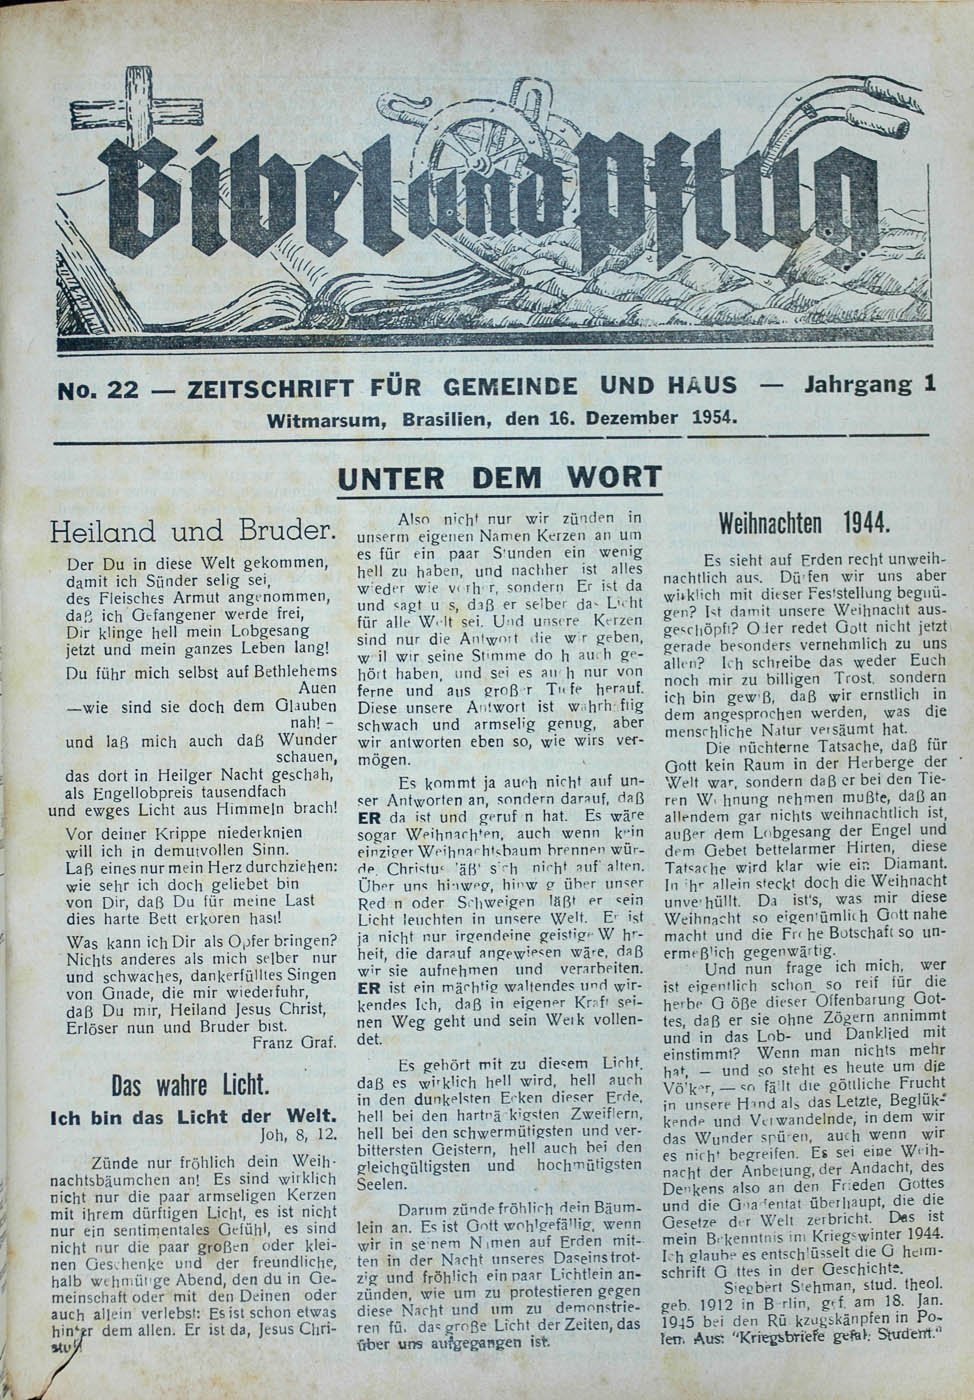 Bibel und Pflug
No. 22 — ZEITSCHRIFT FÜR GEMEINDE UND HAUS — Jahrgang 1
Witmarsum, Brasilien, den 16. Dezember 1954.
UNTER DEM WORT
Heiland und Bruder.
Der Du in diese Welt gekommen,
damit ich Sünder selig sei,
des Fleisches Armut angenommen,
daß ich Gefangener werde frei,
Dir klinge hell mein Lobgesang
jetzt und mein ganzes Leben lang!
Du führ mich selbst auf Bethlehems
Auen
—wie sind sie doch dem Glauben
nah! –
und laß mich auch daß Wunder
schauen,
das dort in Heilger Nacht geschah,
als Engellobpreis tausendfach
und ewges Licht aus Himmeln brach!
Vor deiner Krippe niederknien
will ich in demutvollen Sinn.
Laß eines nur mein Herz durchziehen:
wie sehr ich doch geliebet bin
von Dir, daß Du für meine Last
dies harte Bett erkoren hast!
Was kann ich Dir als Opfer bringen?
Nichts anderes als mich selber nur
und schwaches, dankerfülltes Singen
von Gnade, die mir wiederfuhr,
daß Du mir, Heiland Jesus Christ,
Erlöser nun und Bruder bist.
Franz Graf.
Das wahre Licht.
Ich bin das Licht der Welt.
Joh, 8, 12.
Zünde nur fröhlich dein Weih-
nachtsbäumchen an! Es sind wirklich
nicht nur die paar armseligen Kerzen
mit ihrem dürftigen Licht, es ist nicht
nur ein sentimentales Gefühl, es sind
nicht nur die paar großen oder klei-
nen Geschenke und der freundliche,
halb wehmütige Abend, den du in Ge-
meinschaft oder mit den Deinen oder
auch allein verlebst: Es ist schon etwas
hinter dem allen. Er ist da, Jesus Chri-
stus!
Also nicht nur wir zünden in
unserm eigenen Namen Kerzen an um
es für ein paar Stunden ein wenig
hell zu haben, und nachher ist alles
wieder wie vorher, sondern Er ist da
und sagt uns, daß er selber das Licht
für alle Welt sei. Und unsere Kerzen
sind nur die Antwort die wir geben,
weil wir seine Stimme doch auch ge-
hört haben, und sei es auch nur von
ferne und aus großer Tiefe herauf.
Diese unsere Antwort ist wahrhaftig
schwach und armselig genug, aber
wir antworten eben so, wie wirs ver-
mögen.
Es kommt ja auch nicht auf un-
ser Antworten an, sondern darauf, daß
ER da ist und gerufen hat. Es wäre
sogar Weihnachten, auch wenn kein
einziger Weihnachtsbaum brennen wür-
de. Christus läßt sich nicht aufhalten.
Über uns hinweg, hinweg über unser
Reden oder Schweigen läßt er sein
Licht leuchten in unsere Welt. Er ist
ja nicht nur irgendeine geistige Wahr-
heit, die darauf angewiesen wäre, daß
wir sie aufnehmen und verarbeiten.
ER ist ein mächtig waltendes und wir-
kendes Ich, daß in eigener Kraft sei-
nen Weg geht und sein Werk vollen-
det.
Es gehört mit zu diesem Licht,
daß es wirklich hell wird, hell auch
in den dunkelsten Ecken dieser Erde,
hell bei den hartnäckigsten Zweiflern,
hell bei den schwermütigsten und ver-
bittersten Geistern, hell auch bei den
gleichgültigsten und hochmütigsten
Seelen.
Darum zünde fröhlich dein Bäum-
lein an. Es ist Gott wohlgefällig, wenn
wir in seinem Namen auf Erden mit-
ten in der Nacht unseres Daseins trot-
zig und fröhlich ein paar Lichtlein an-
zünden, wie um zu protestieren gegen
diese Nacht und um zu demonstrie-
ren für das große Licht der Zeiten, das
über uns aufgegangen ist.
Weihnachten 1944.
Es sieht auf Erden recht unweih-
nachtlich aus. Dürfen wir uns aber
wirklich mit dieser Feststellung begnü-
gen? Ist damit unsere Weihnacht aus-
geschöpft? Oder redet Gott nicht jetzt
gerade besonders vernehmlich zu uns
allen? Ich schreibe das weder Euch
noch mir zu billigen Trost, sondern
ich bin gewiß, daß wir ernstlich in
dem angesprochen werden, was die
menschliche Natur versäumt hat.
Die nüchterne Tatsache, daß für
Gott kein Raum in der Herberge der
Welt war, sondern daß er bei den Tie-
ren Wohnung nehmen mußte, daß an
allendem gar nichts weihnachtlich ist,
außer dem Lobgesang der Engel und
dem Gebet bettelarmer Hirten, diese
Tatsache wird klar wie ein Diamant.
In ihr allein steckt doch die Weihnacht
unverhüllt. Da ist's, was mir diese
Weihnacht so eigentümlich Gott nahe
macht und die Frohe Botschaft so un-
ermeßlich gegenwärtig.
Und nun frage ich mich, wer
ist eigentlich schon so reif für die
herbe Größe dieser Offenbarung Got-
tes, daß er sie ohne Zögern annimmt
und in das Lob- und Danklied mit
einstimmt? Wenn man nichts mehr
hat, – und so steht es heute um die
Völker, — so fällt die göttliche Frucht
in unsere Hand als das Letzte, Beglük-
kende und Verwandelnde, in dem wir
das Wunder spüren, auch wenn wir
es nicht begreifen. Es sei eine Weih-
nacht der Anbetung, der Andacht, des
Denkens also an den Frieden Gottes
und die Gnadentat überhaupt, die die
Gesetze der Welt zerbricht. Das ist
mein Bekenntnis im Kriegswinter 1944.
Ich glaube es entschlüsselt die Geheim-
schrift Gottes in der Geschichte.
Siegbert Stehman, stud. theol.
geb. 1912 in Berlin, gef. am 18. Jan.
1945 bei den Rückzugskämpfen in Po-
len. Aus: "Kriegsbriefe gefal: Student."